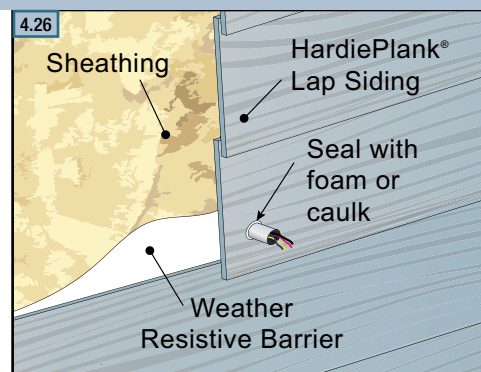 4.26
Sheathing
HardiePlank®
Lap Siding
Seal with
foam or
caulk
Weather
Resistive Barrier